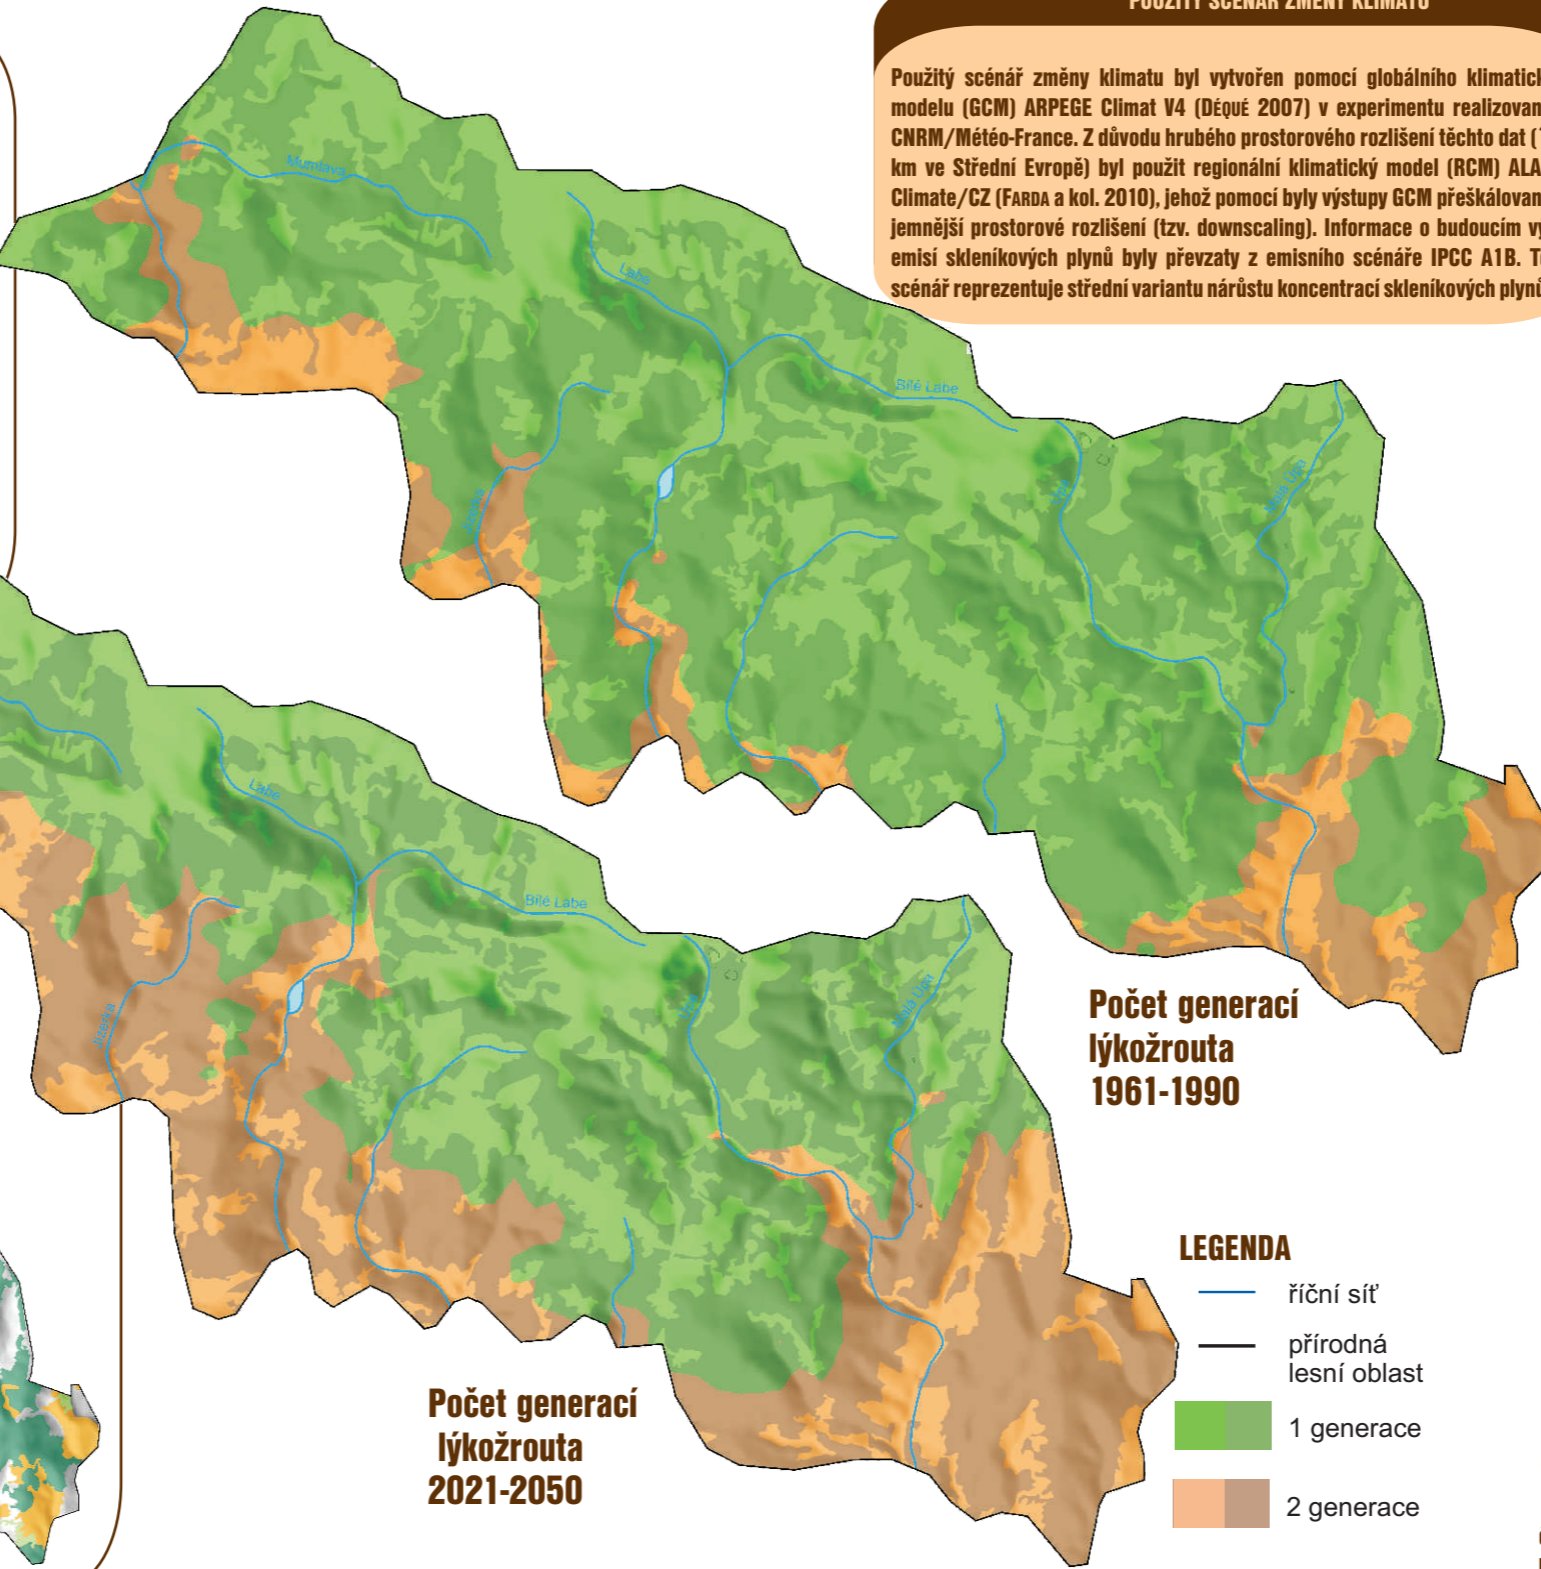 POUŽITÝ SCÉNÁŘ ZMĚNY KLIMATU
Použitý scénář změny klimatu byl vytvořen pomocí globálního
modelu (GCM) ARPEGE Climat V4 (DÉQUÉ 2007) v experimentu
CNRM/Météo-France. Z důvodu hrubého prostorového rozlišení těchto dat (
km ve Střední Evropě) byl použit regionální klimatický model (RCM)
Climate/CZ (FARDA a kol. 2010), jehož pomocí byly výstupy GCM
jemnější prostorové rozlišení (tzv. downscaling). Informace o budoucím
emisí skleníkových plynů byly převzaty z emisního scénáře IPCC A1B.
scénář reprezentuje střední variantu nárůstu koncentrací skleníkových plynů
Mumlava
Labe
Bílé Labe
Jizerka
Úpa
Malá Úpa
Počet generací
lýkožrouta
1961-1990
Labe
Bílé Labe
Jizerka
Úpa
Malá Úpa
Počet generací
lýkožrouta
2021-2050
LEGENDA
říční síť
přírodná
lesní oblast
1 generace
2 generace